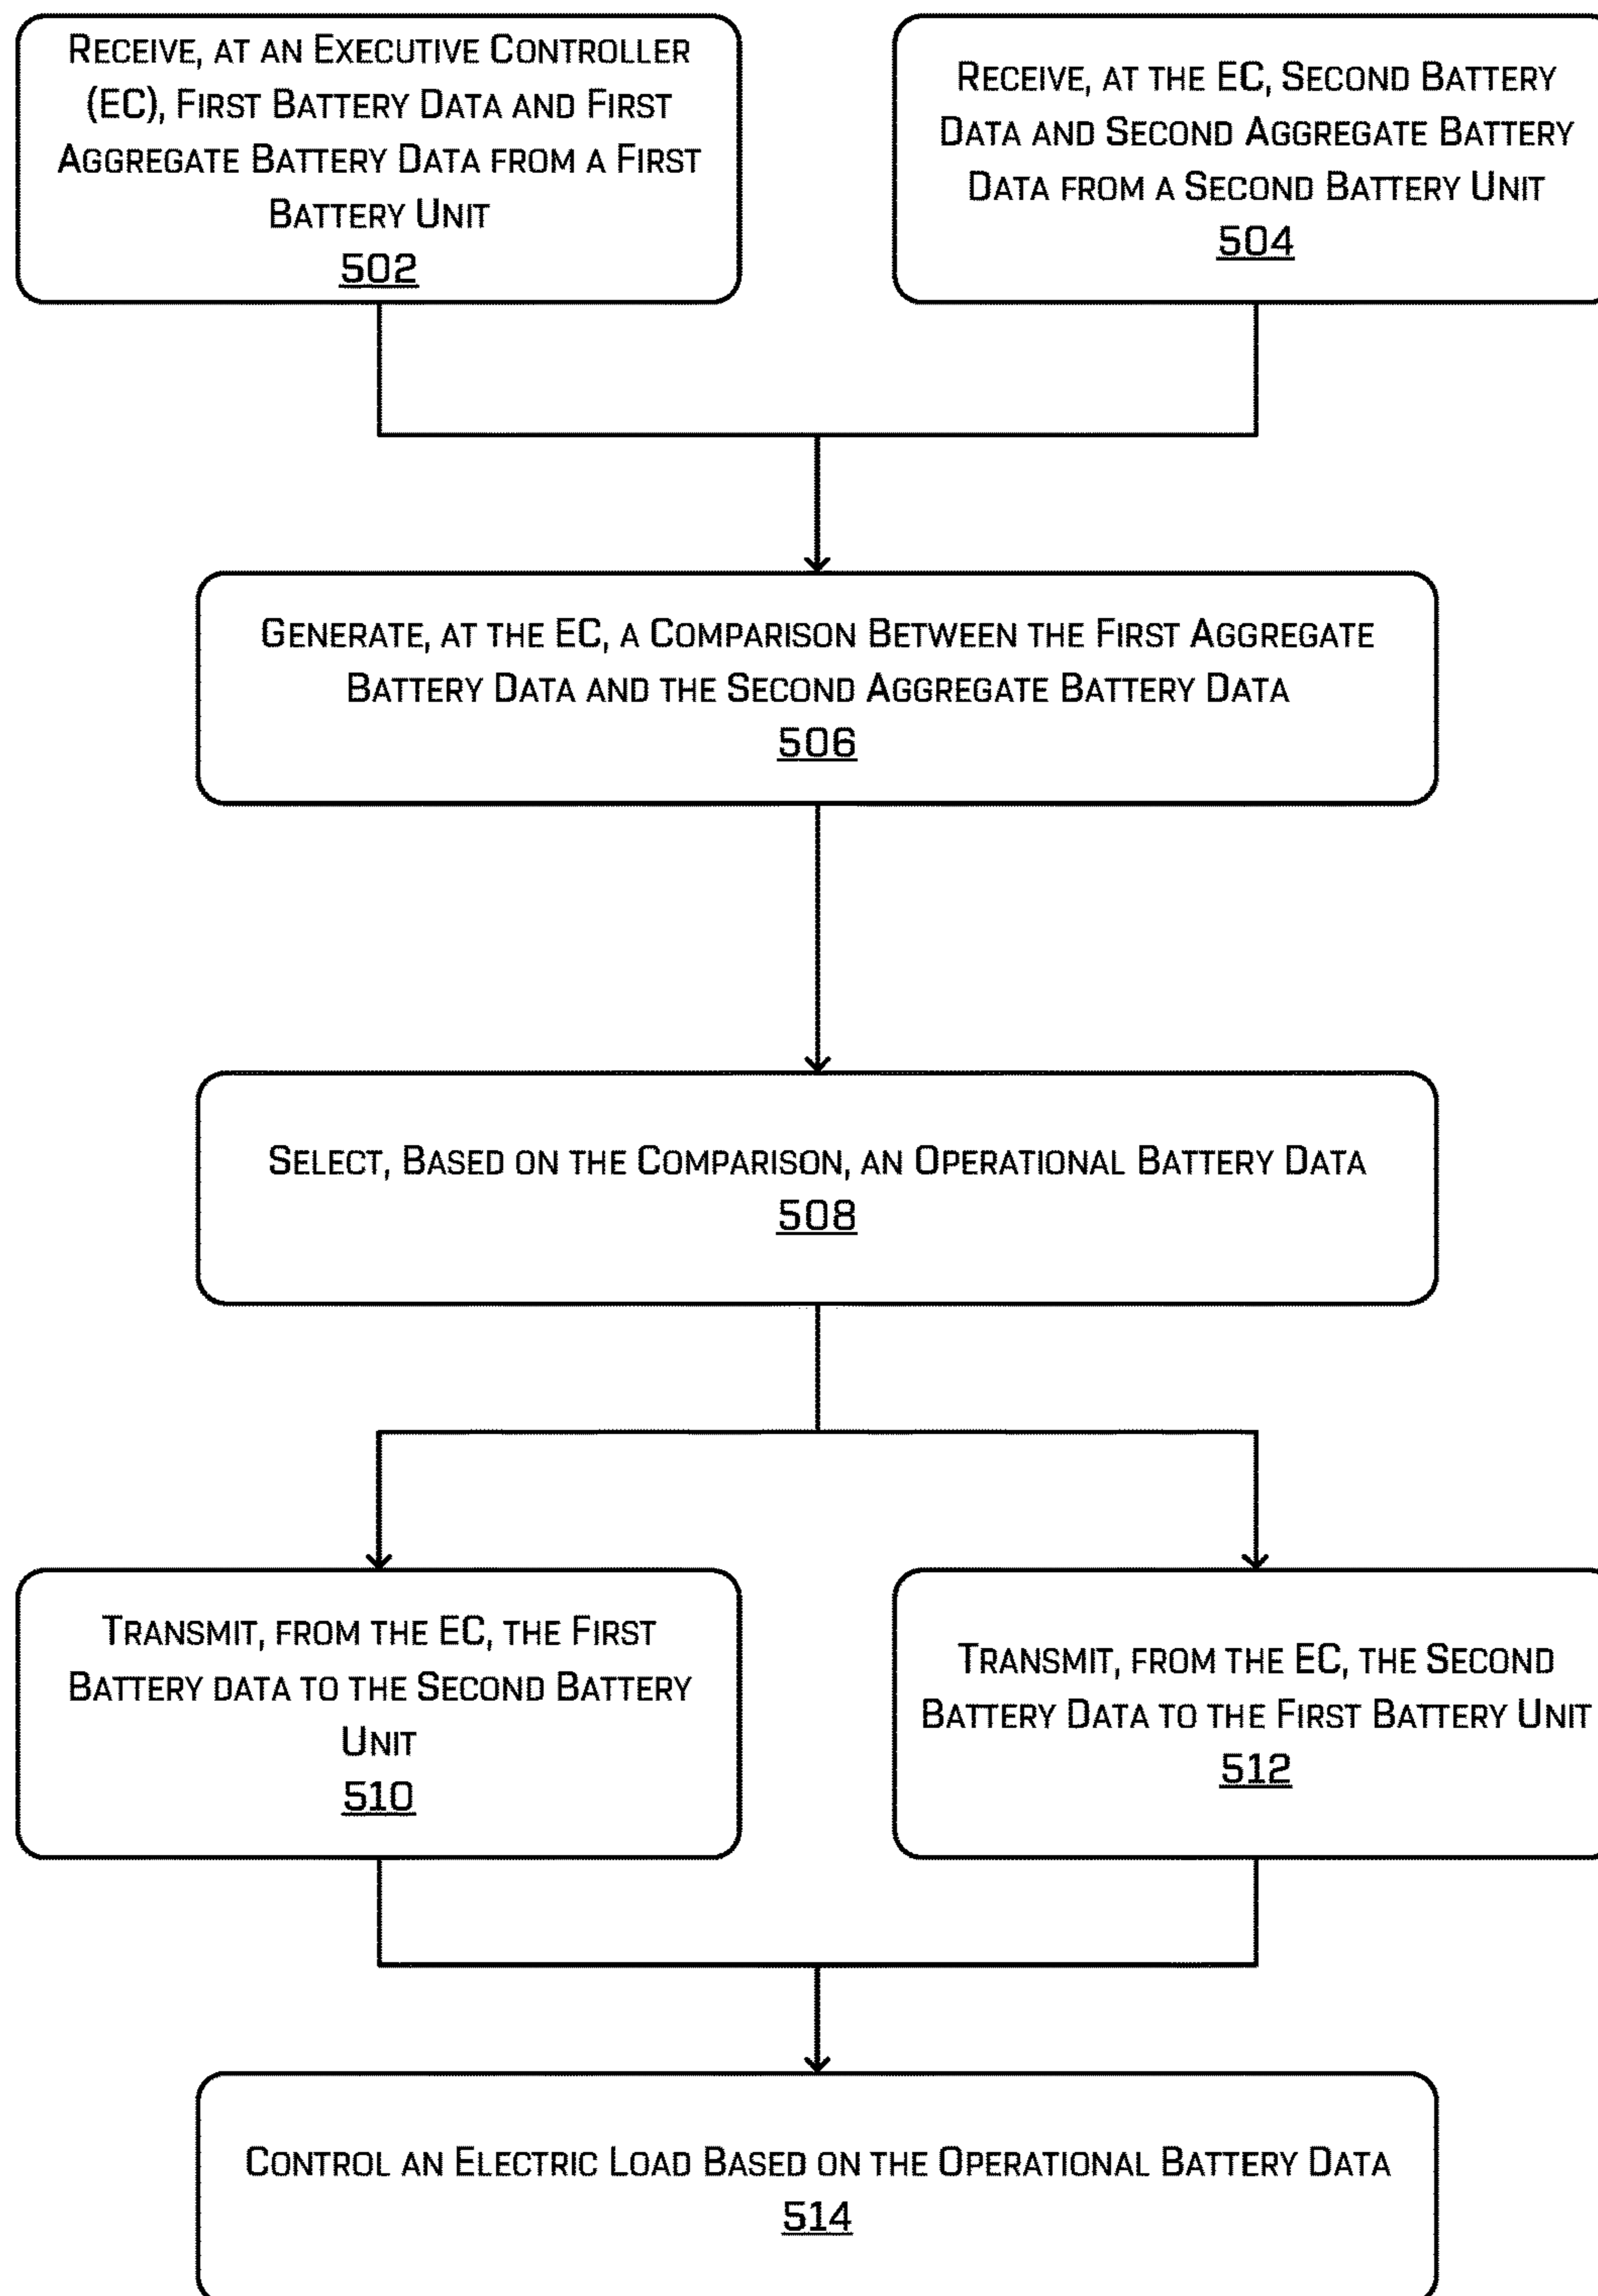 Receive, at an Executive Controller
(EC), First Battery Data and First
Aggregate Battery Data from a First
Battery Unit
502
Receive, at the EC, Second Battery
Data and Second Aggregate Battery
Data from a Second Battery Unit
504
Generate, at the EC, a Comparison Between the First Aggregate
Battery Data and the Second Aggregate Battery Data
506
Select, Based on the Comparison, an Operational Battery Data
508
Transmit, from the EC, the First
Battery data to the Second Battery
Unit
510
Transmit, from the EC, the Second
Battery Data to the First Battery Unit
512
Control an Electric Load Based on the Operational Battery Data
514